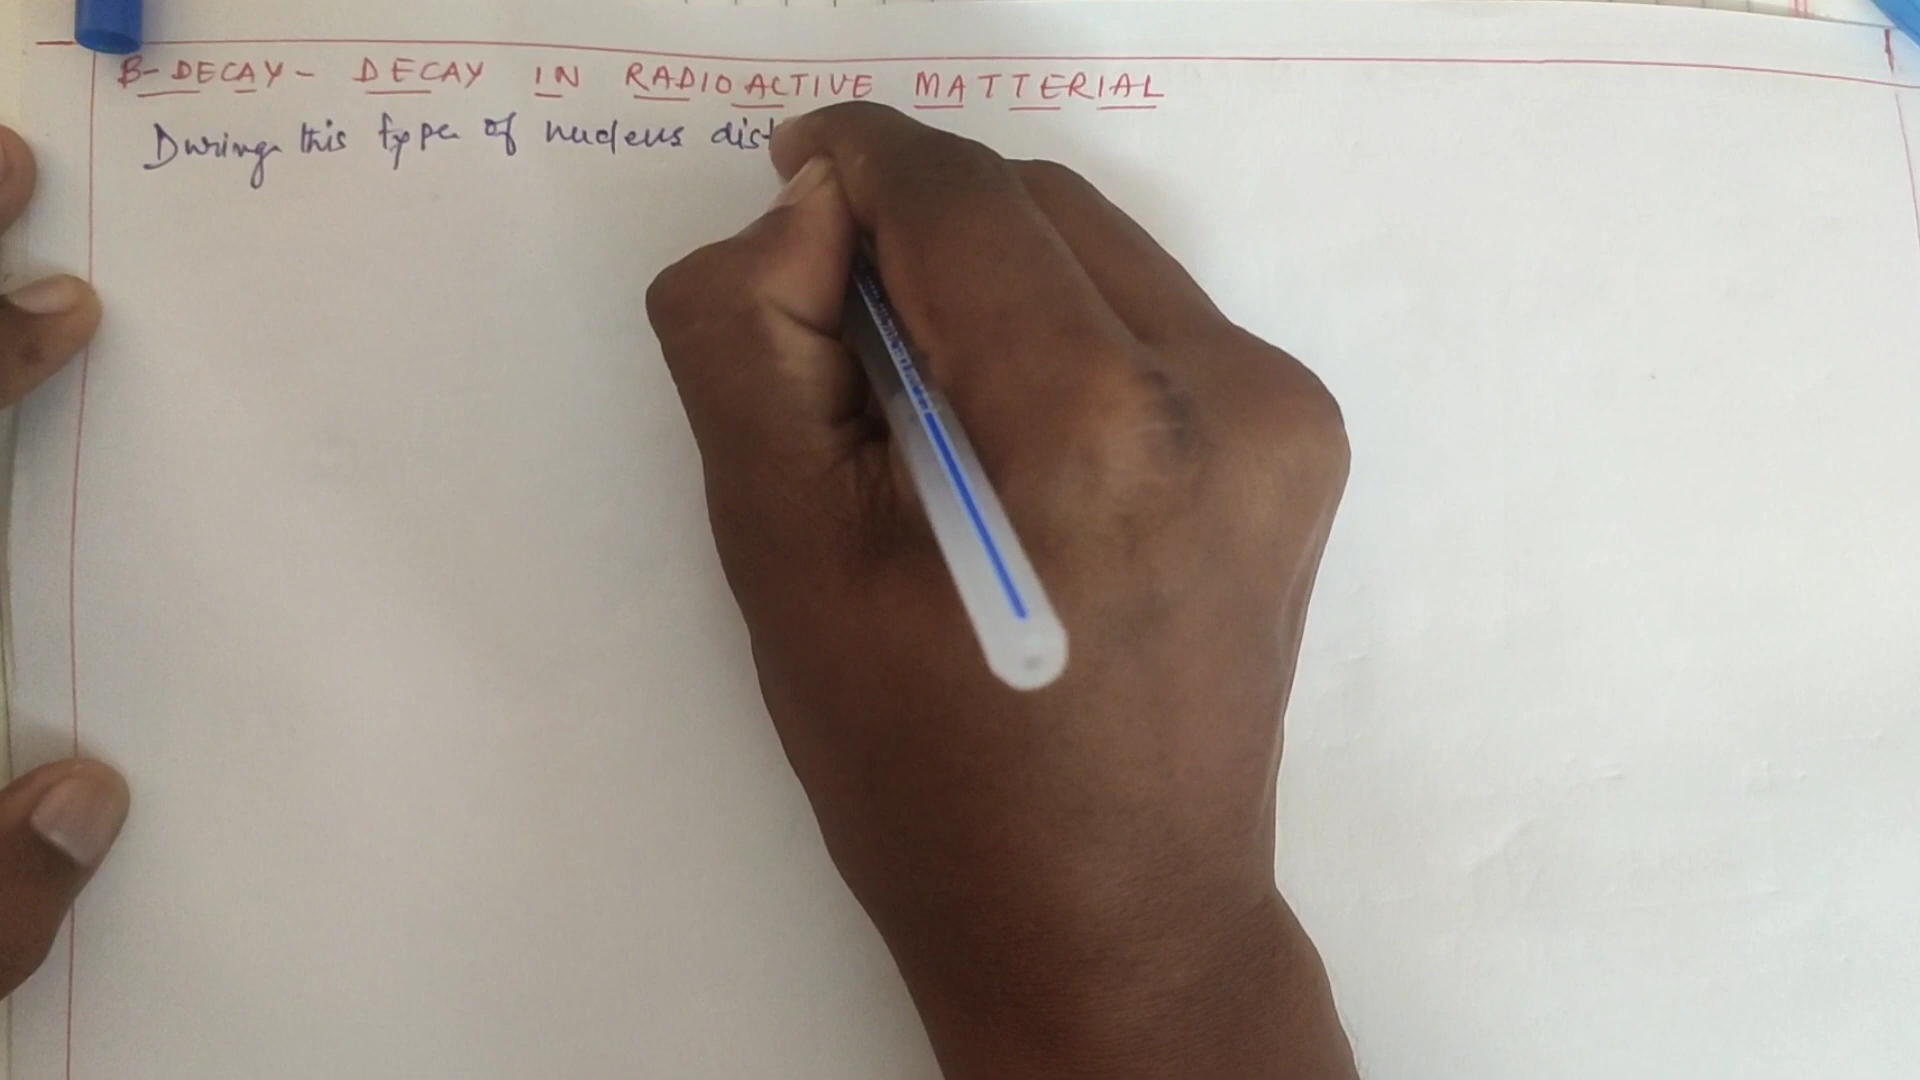 B-DECAY- DECAY IN RADIOACTIVE MATTERIAL
During this type of nucleus dist